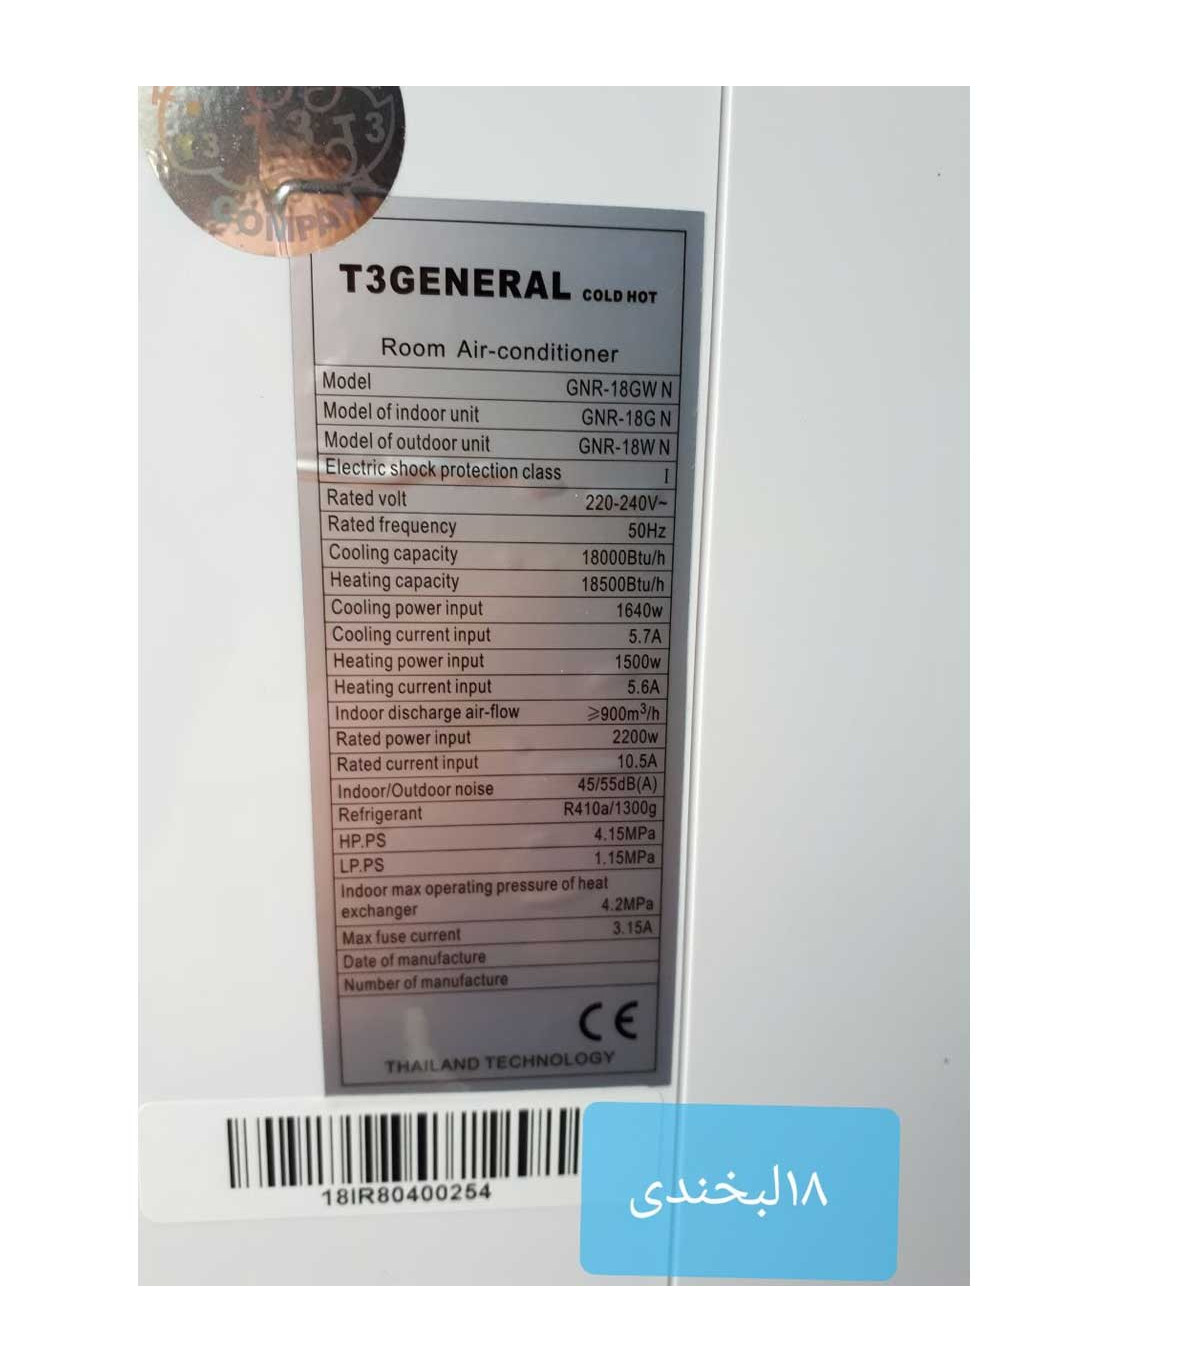 COMPANY
T3GENERAL COLD HOT
Room Air-conditioner
Model GNR-18GW N
Model of indoor unit GNR-18G N
Model of outdoor unit GNR-18W N
Electric shock protection class I
Rated volt 220-240V~
Rated frequency 50Hz
Cooling capacity 18000Btu/h
Heating capacity 18500Btu/h
Cooling power input 1640w
Cooling current input 5.7A
Heating power input 1500w
Heating current input 5.6A
Indoor discharge air-flow ≥900m³/h
Rated power input 2200w
Rated current input 10.5A
Indoor/Outdoor noise 45/55dB(A)
Refrigerant R410a/1300g
HP.PS 4.15MPa
LP.PS 1.15MPa
Indoor max operating pressure of heat
exchanger 4.2MPa
Max fuse current 3.15A
Date of manufacture
Number of manufacture
CE
THAILAND TECHNOLOGY
18IR80400254
۱۸لبخندی